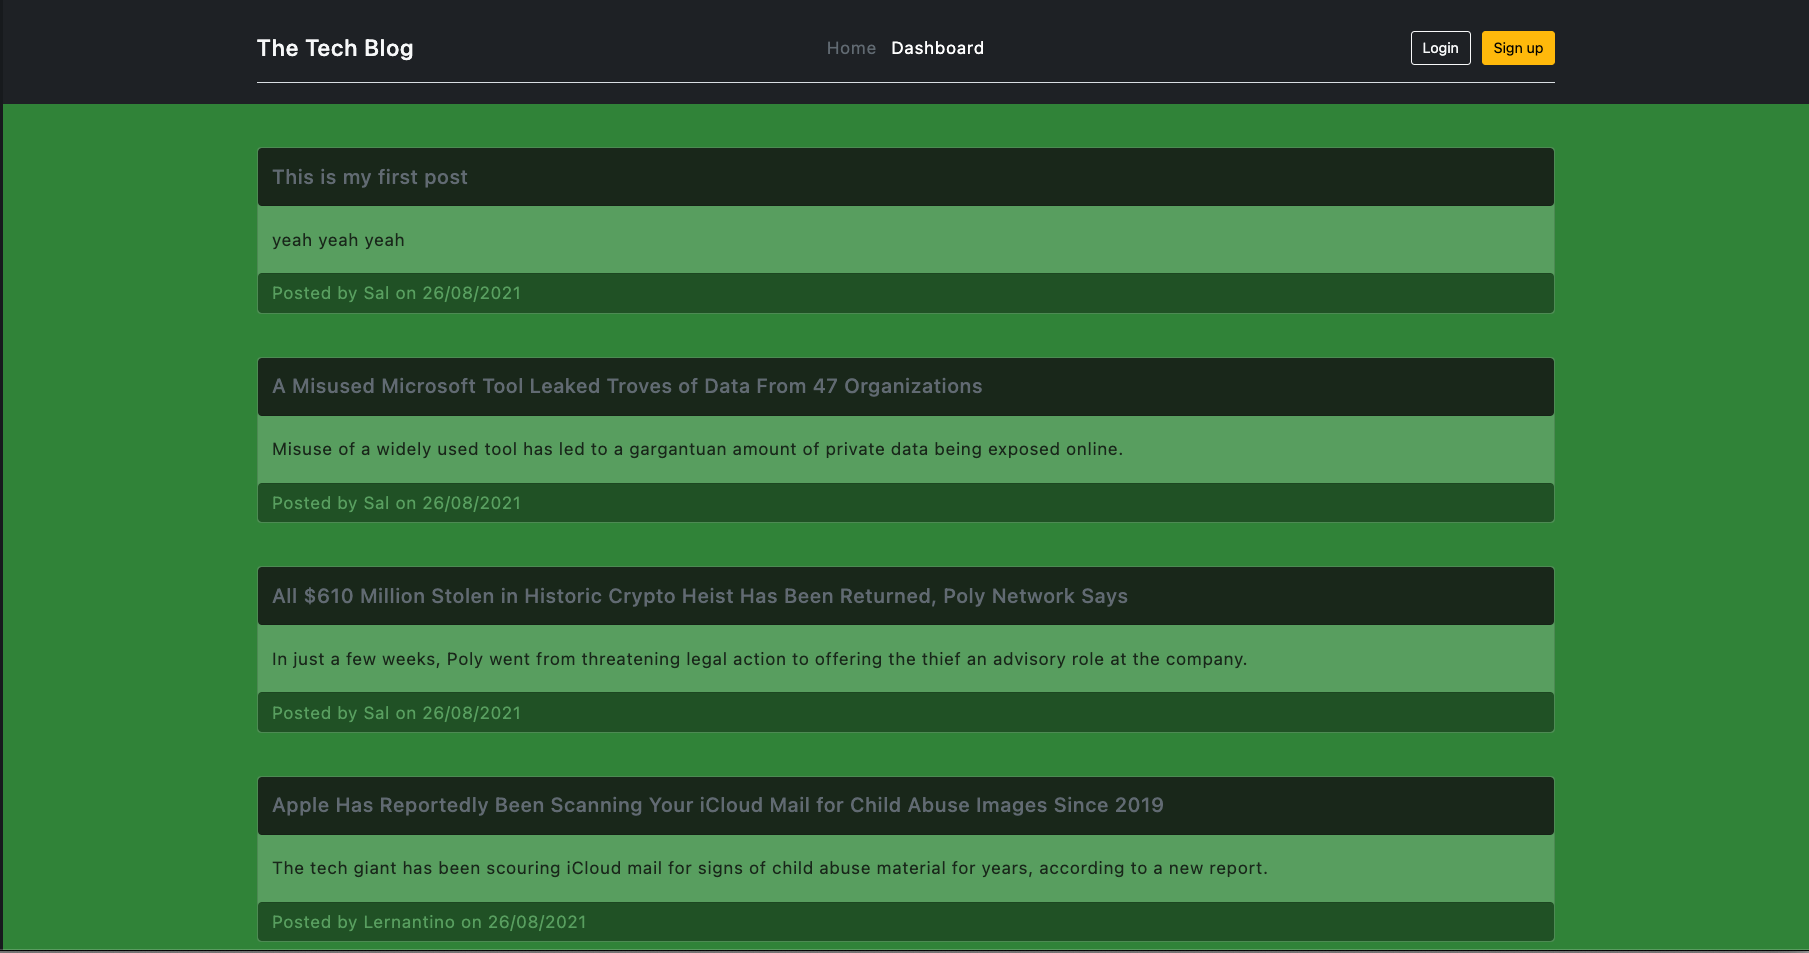 The Tech Blog
Home Dashboard
Login Sign up
This is my first post
yeah yeah yeah
Posted by Sal on 26/08/2021
A Misused Microsoft Tool Leaked Troves of Data From 47 Organizations
Misuse of a widely used tool has led to a gargantuan amount of private data being exposed online.
Posted by Sal on 26/08/2021
All $610 Million Stolen in Historic Crypto Heist Has Been Returned, Poly Network Says
In just a few weeks, Poly went from threatening legal action to offering the thief an advisory role at the company.
Posted by Sal on 26/08/2021
Apple Has Reportedly Been Scanning Your iCloud Mail for Child Abuse Images Since 2019
The tech giant has been scouring iCloud mail for signs of child abuse material for years, according to a new report.
Posted by Lernantino on 26/08/2021